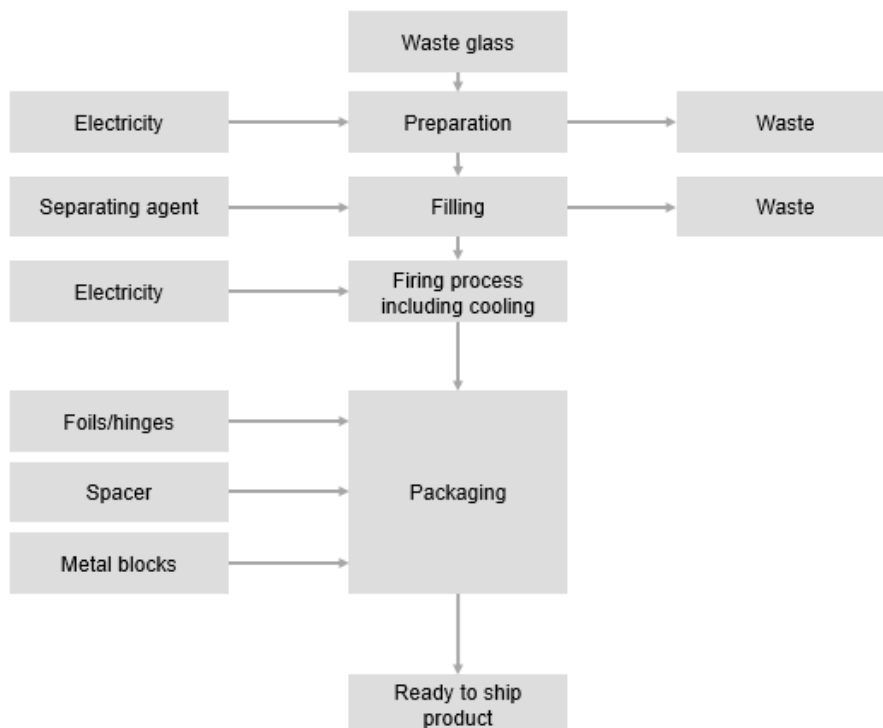 Waste glass
Electricity
Preparation
Waste
Separating agent
Filling
Waste
Electricity
Firing process
including cooling
Foils/hinges
Spacer
Packaging
Metal blocks
Ready to ship
product